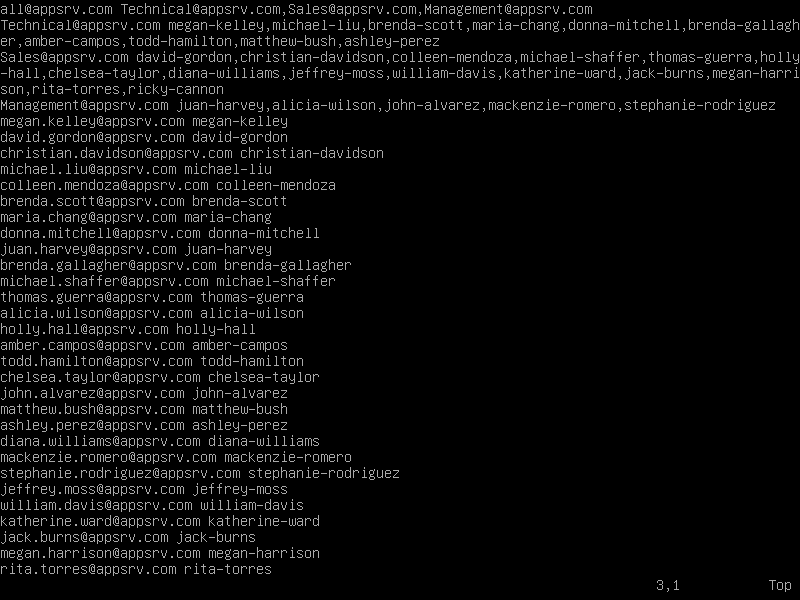 all@appsrv.com Technical@appsrv.com,Sales@appsrv.com,Management@appsrv.com
Technical@appsrv.com megan-kelley,michael-liu,brenda-scott,maria-chang,donna-mitchell,brenda-gallagh
er,amber-campos,todd-hamilton,matthew-bush,ashley-perez
Sales@appsrv.com david-gordon,christian-davidson,colleen-mendoza,michael-shaffer,thomas-guerra,holly
-hall,chelsea-taylor,diana-williams,jeffrey-moss,william-davis,katherine-ward,jack-burns,megan-harri
son,rita-torres,ricky-cannon
Management@appsrv.com juan-harvey,alicia-wilson,john-alvarez,mackenzie-romero,stephanie-rodriguez
megan.kelley@appsrv.com megan-kelley
david.gordon@appsrv.com david-gordon
christian.davidson@appsrv.com christian-davidson
michael.liu@appsrv.com michael-liu
colleen.mendoza@appsrv.com colleen-mendoza
brenda.scott@appsrv.com brenda-scott
maria.chang@appsrv.com maria-chang
donna.mitchell@appsrv.com donna-mitchell
juan.harvey@appsrv.com juan-harvey
brenda.gallagher@appsrv.com brenda-gallagher
michael.shaffer@appsrv.com michael-shaffer
thomas.guerra@appsrv.com thomas-guerra
alicia.wilson@appsrv.com alicia-wilson
holly.hall@appsrv.com holly-hall
amber.campos@appsrv.com amber-campos
todd.hamilton@appsrv.com todd-hamilton
chelsea.taylor@appsrv.com chelsea-taylor
john.alvarez@appsrv.com john-alvarez
matthew.bush@appsrv.com matthew-bush
ashley.perez@appsrv.com ashley-perez
diana.williams@appsrv.com diana-williams
mackenzie.romero@appsrv.com mackenzie-romero
stephanie.rodriguez@appsrv.com stephanie-rodriguez
jeffrey.moss@appsrv.com jeffrey-moss
william.davis@appsrv.com william-davis
katherine.ward@appsrv.com katherine-ward
jack.burns@appsrv.com jack-burns
megan.harrison@appsrv.com megan-harrison
rita.torres@appsrv.com rita-torres
3,1 Top